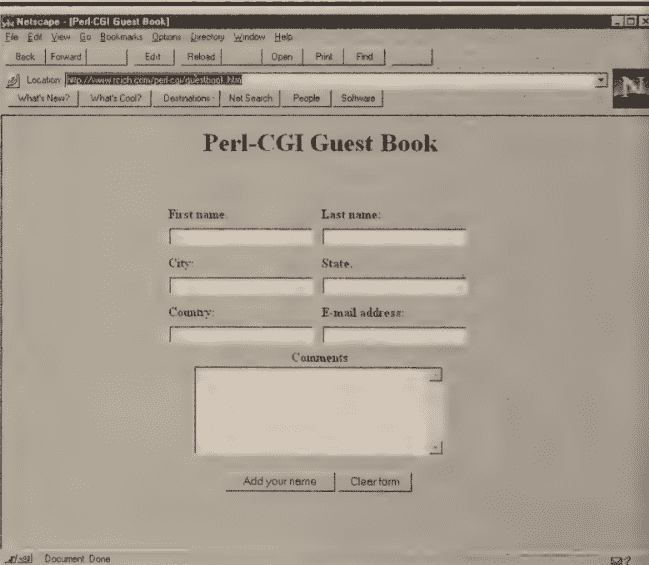 Netscape - [Perl-CGI Guest Book]
File Edit View Go Bookmarks Options Directory Window Help
Back Forward Edit Reload Open Print Find
Location: guestbook.htm
What's New? What's Cool? Destinations Net Search People Software
Perl-CGI Guest Book
First name: Last name:
City: State:
Country: E-mail address:
Comments
Add your name Clear form
Document: Done